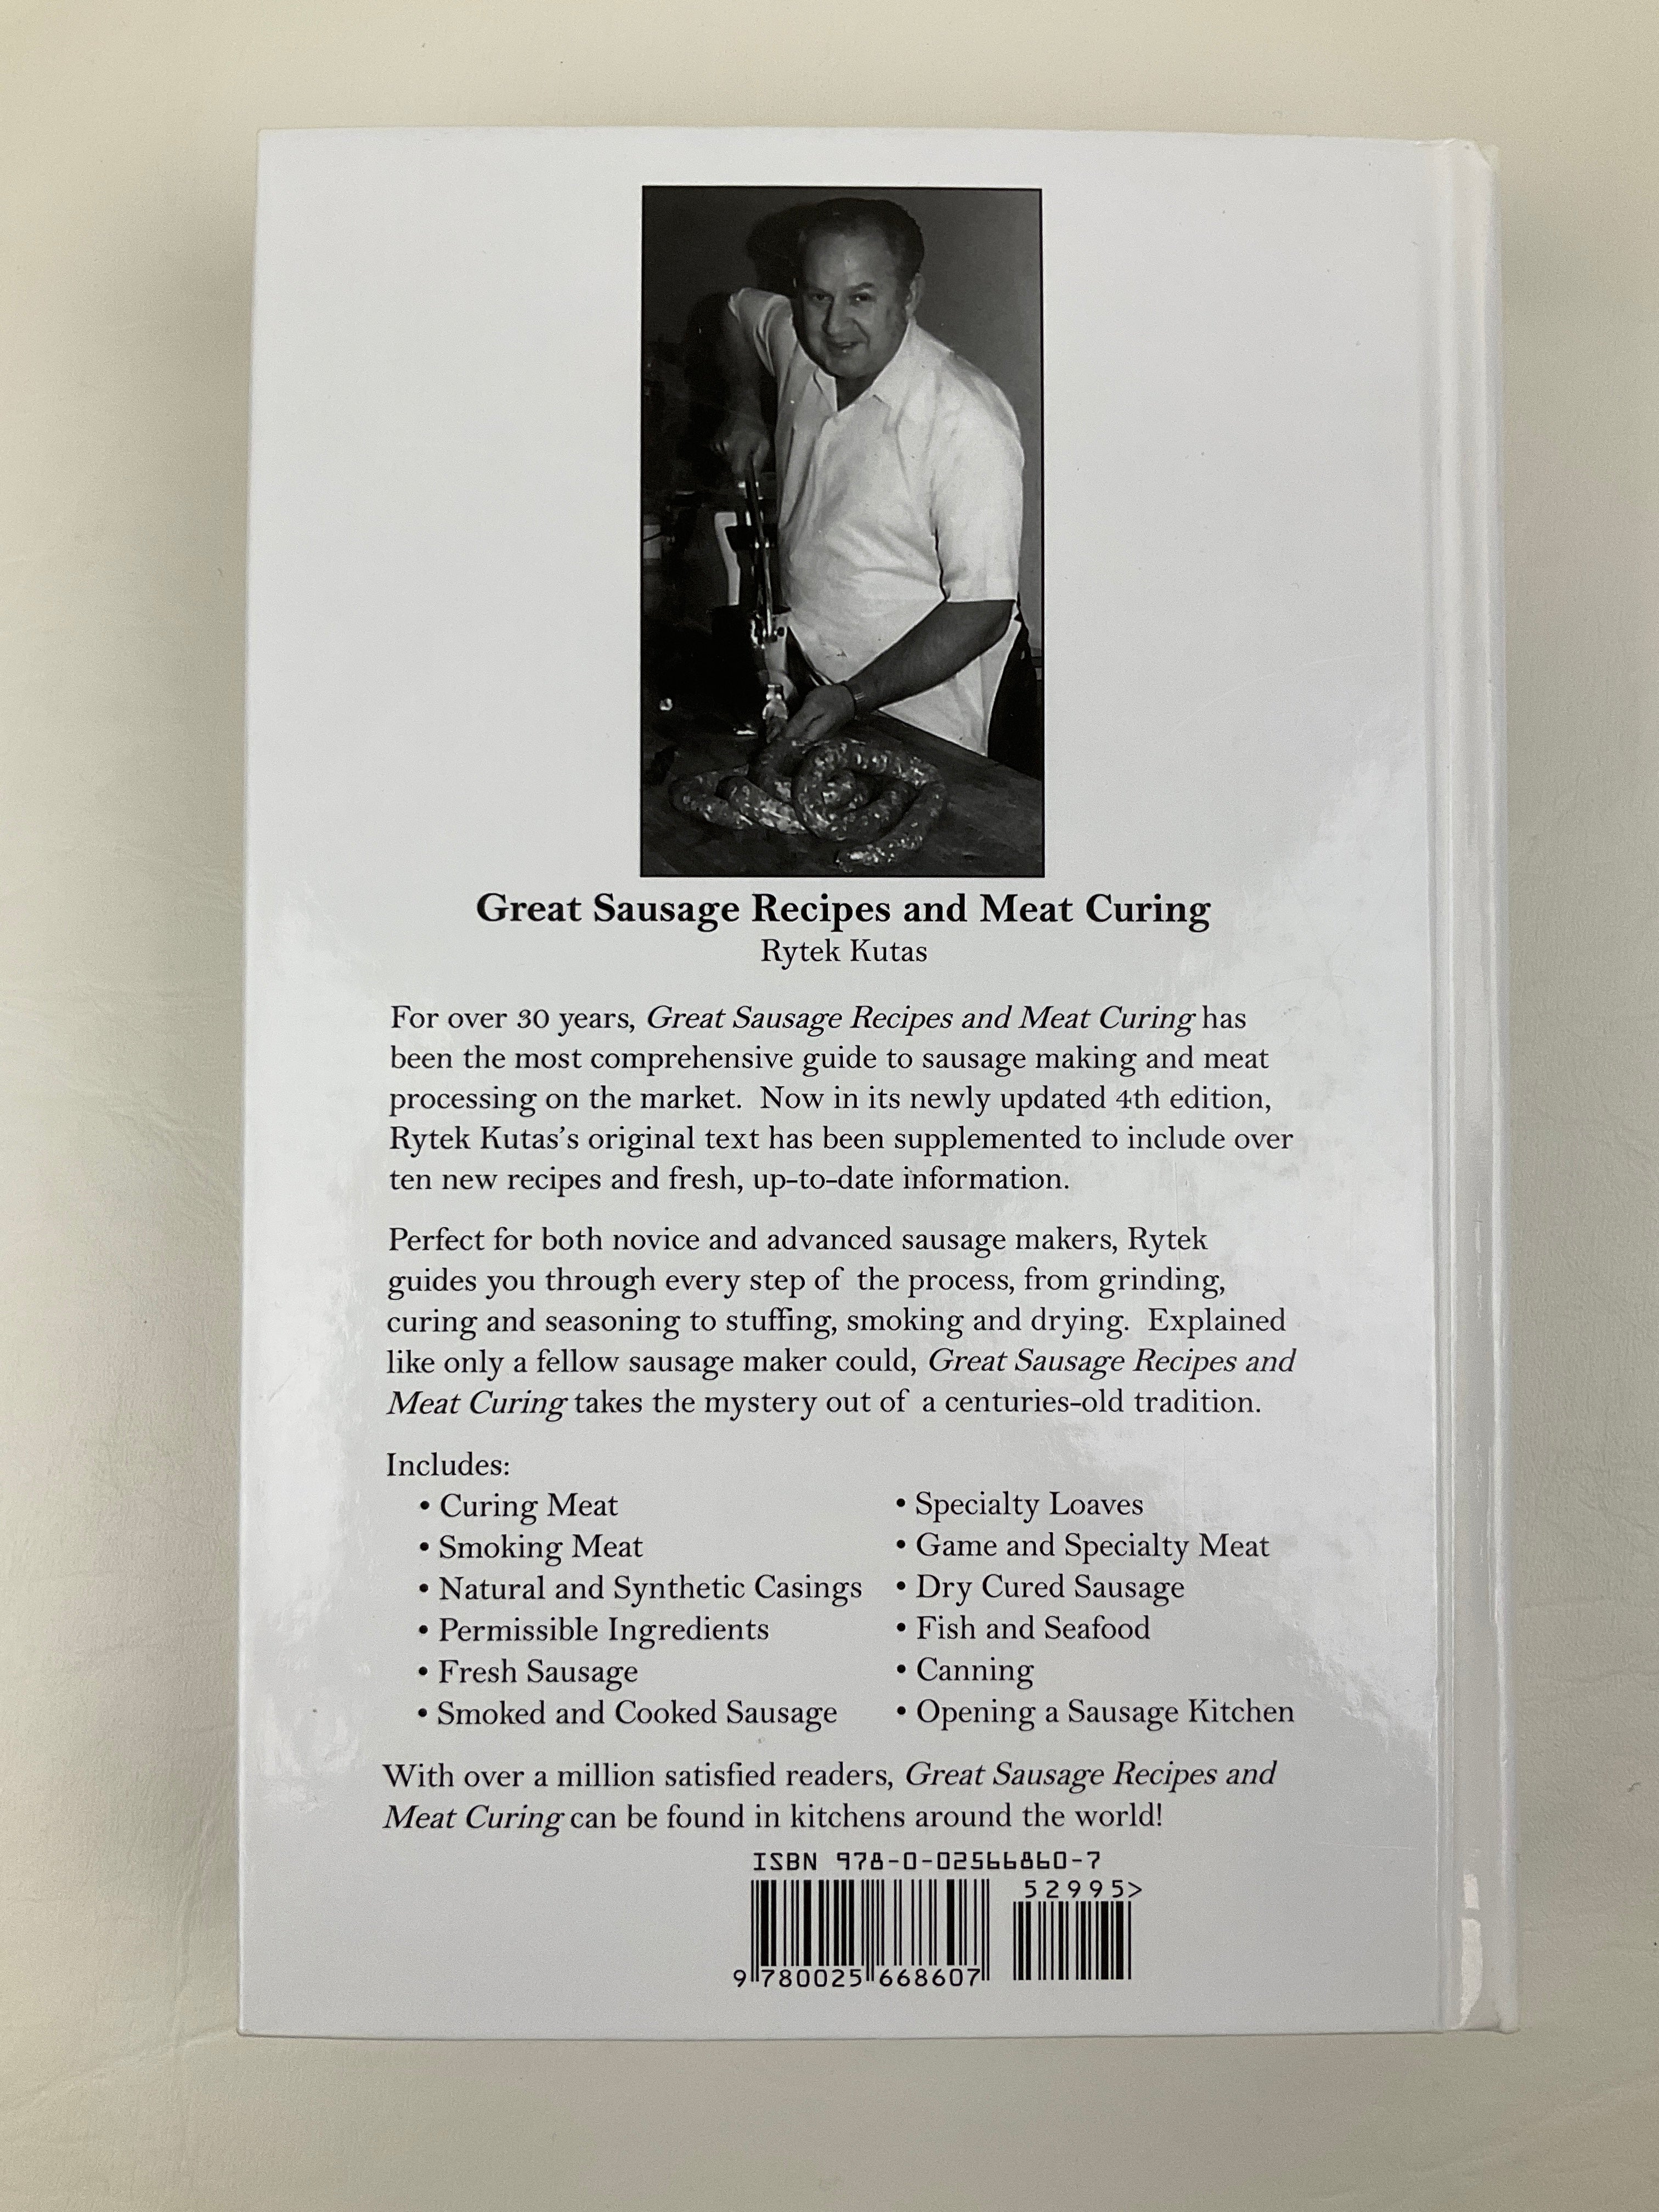 Great Sausage Recipes and Meat Curing
Rytek Kutas
For over 30 years, Great Sausage Recipes and Meat Curing has
been the most comprehensive guide to sausage making and meat
processing on the market. Now in its newly updated 4th edition,
Rytek Kutas's original text has been supplemented to include over
ten new recipes and fresh, up-to-date information.
Perfect for both novice and advanced sausage makers, Rytek
guides you through every step of the process, from grinding,
curing and seasoning to stuffing, smoking and drying. Explained
like only a fellow sausage maker could, Great Sausage Recipes and
Meat Curing takes the mystery out of a centuries-old tradition.
Includes:
• Curing Meat
• Smoking Meat
• Natural and Synthetic Casings
• Permissible Ingredients
• Fresh Sausage
• Smoked and Cooked Sausage
• Specialty Loaves
• Game and Specialty Meat
• Dry Cured Sausage
• Fish and Seafood
• Canning
• Opening a Sausage Kitchen
With over a million satisfied readers, Great Sausage Recipes and
Meat Curing can be found in kitchens around the world!
ISBN 978-0-02566860-7
52995>
9 780025 668607